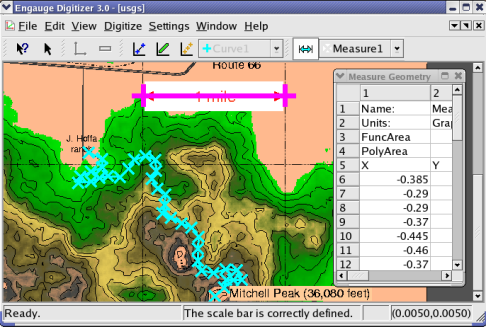 Engauge Digitizer 3.0 - [usgs]
File Edit View Digitize Settings Window Help
Curve1 Measure1
Route 66
1 mile
J. Hoffa
ranch
Mitchell Peak (36,080 feet)
Measure Geometry
1 2
1 Name: Mea
2 Units: Grap
3 FuncArea
4 PolyArea
5 X Y
6 -0.385
7 -0.29
8 -0.29
9 -0.37
10 -0.445
11 -0.46
12 -0.37
Ready. The scale bar is correctly defined. (0.0050,0.0050)